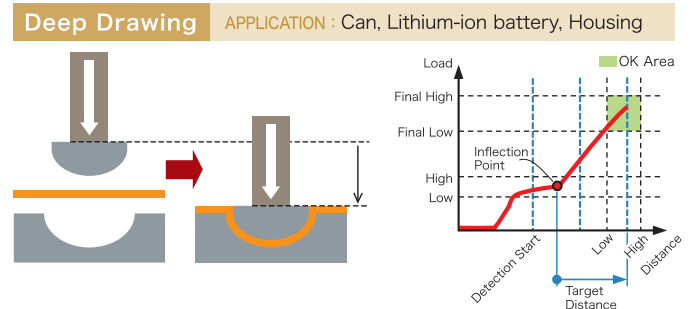 Deep Drawing
APPLICATION : Can, Lithium-ion battery, Housing
Load
OK Area
Final High
Final Low
Inflection
Point
High
Low
Detection Start
Low
High
Distance
Target
Distance